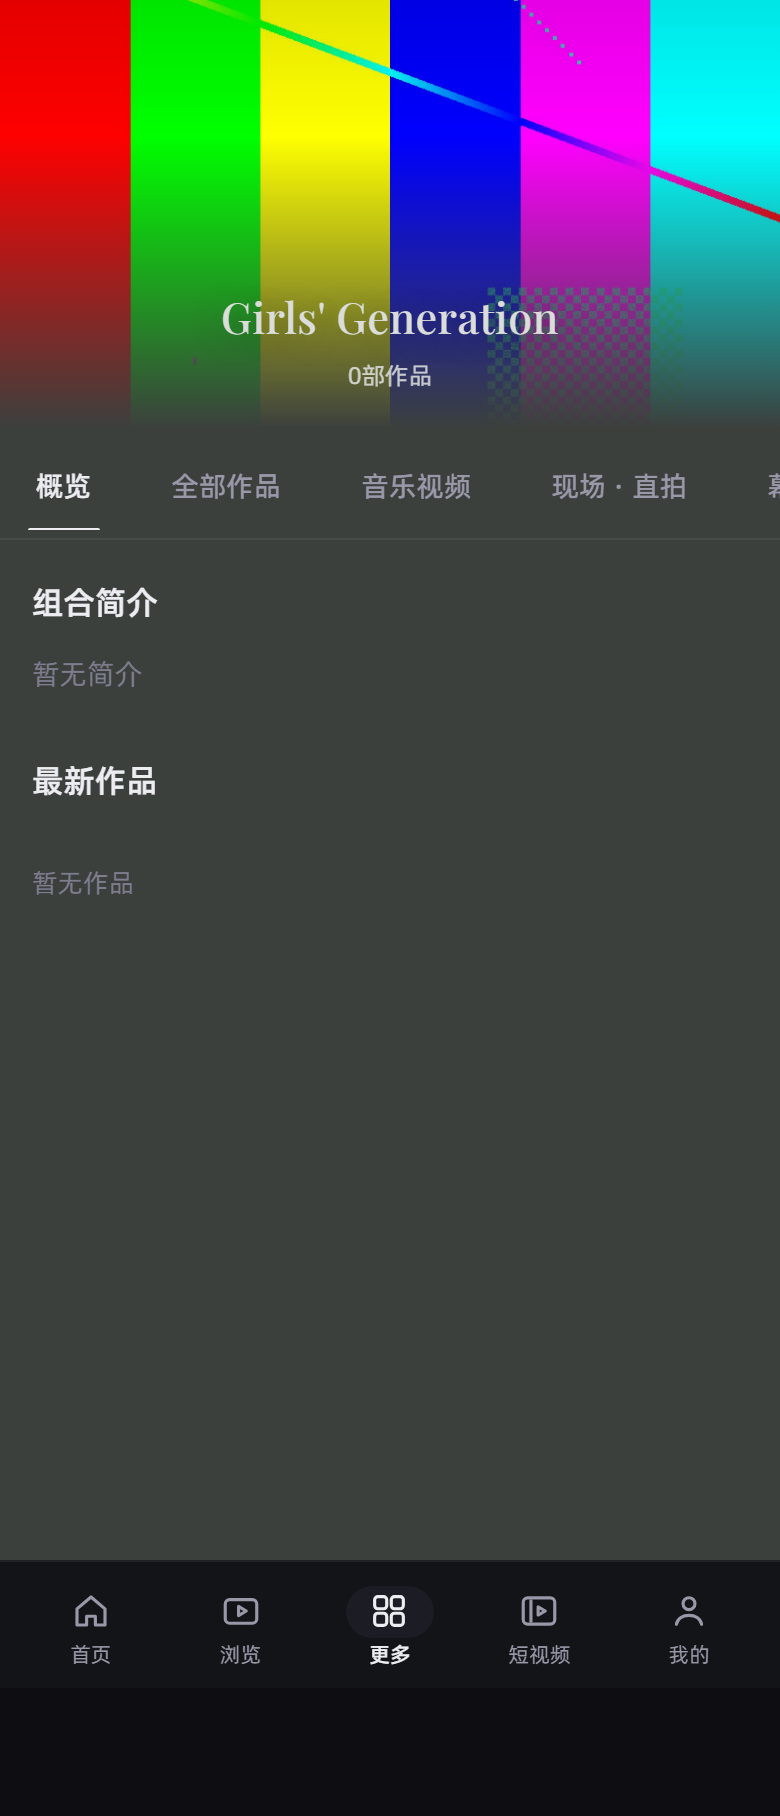 Girls' Generation
0部作品
概览 全部作品 音乐视频 现场 · 直拍
组合简介
暂无简介
最新作品
暂无作品
首页 浏览 更多 短视频 我的